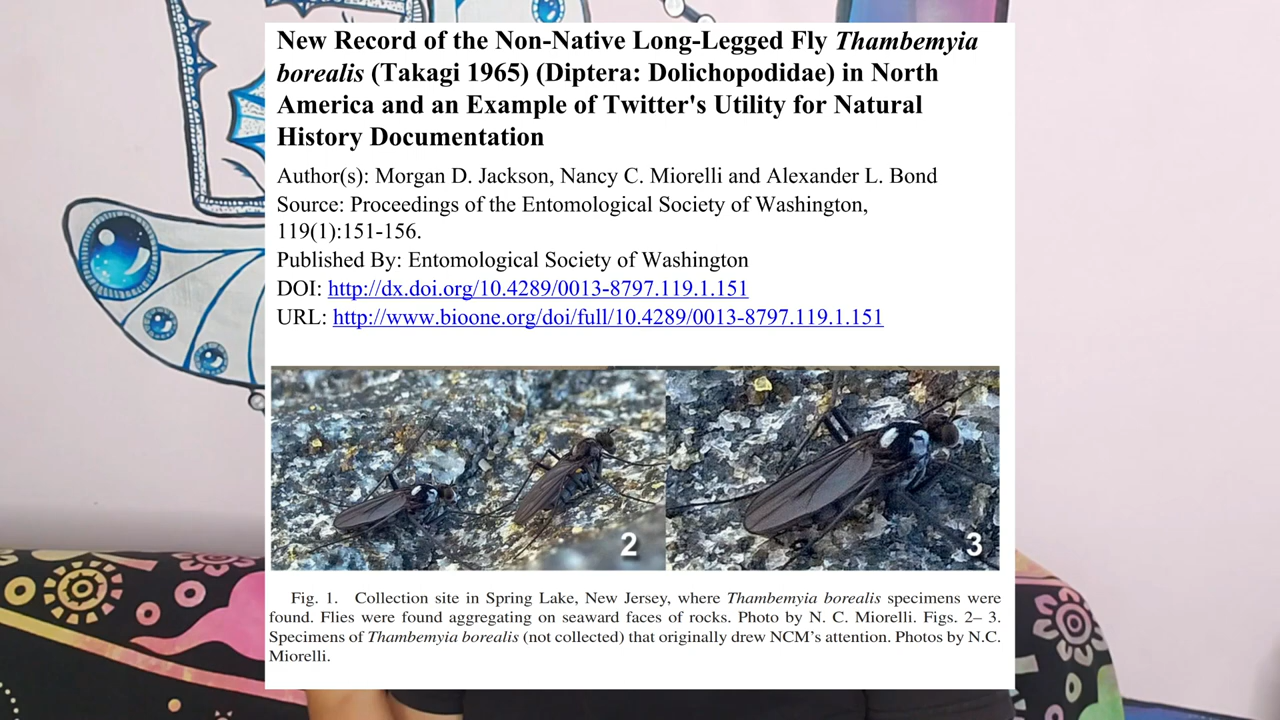 New Record of the Non-Native Long-Legged Fly Thambemyia
borealis (Takagi 1965) (Diptera: Dolichopodidae) in North
America and an Example of Twitter's Utility for Natural
History Documentation
Author(s): Morgan D. Jackson, Nancy C. Miorelli and Alexander L. Bond
Source: Proceedings of the Entomological Society of Washington,
119(1):151-156.
Published By: Entomological Society of Washington
DOI: http://dx.doi.org/10.4289/0013-8797.119.1.151
URL: http://www.bioone.org/doi/full/10.4289/0013-8797.119.1.151
2
3
Fig. 1. Collection site in Spring Lake, New Jersey, where Thambemyia borealis specimens were
found. Flies were found aggregating on seaward faces of rocks. Photo by N. C. Miorelli. Figs. 2– 3.
Specimens of Thambemyia borealis (not collected) that originally drew NCM's attention. Photos by N.C.
Miorelli.